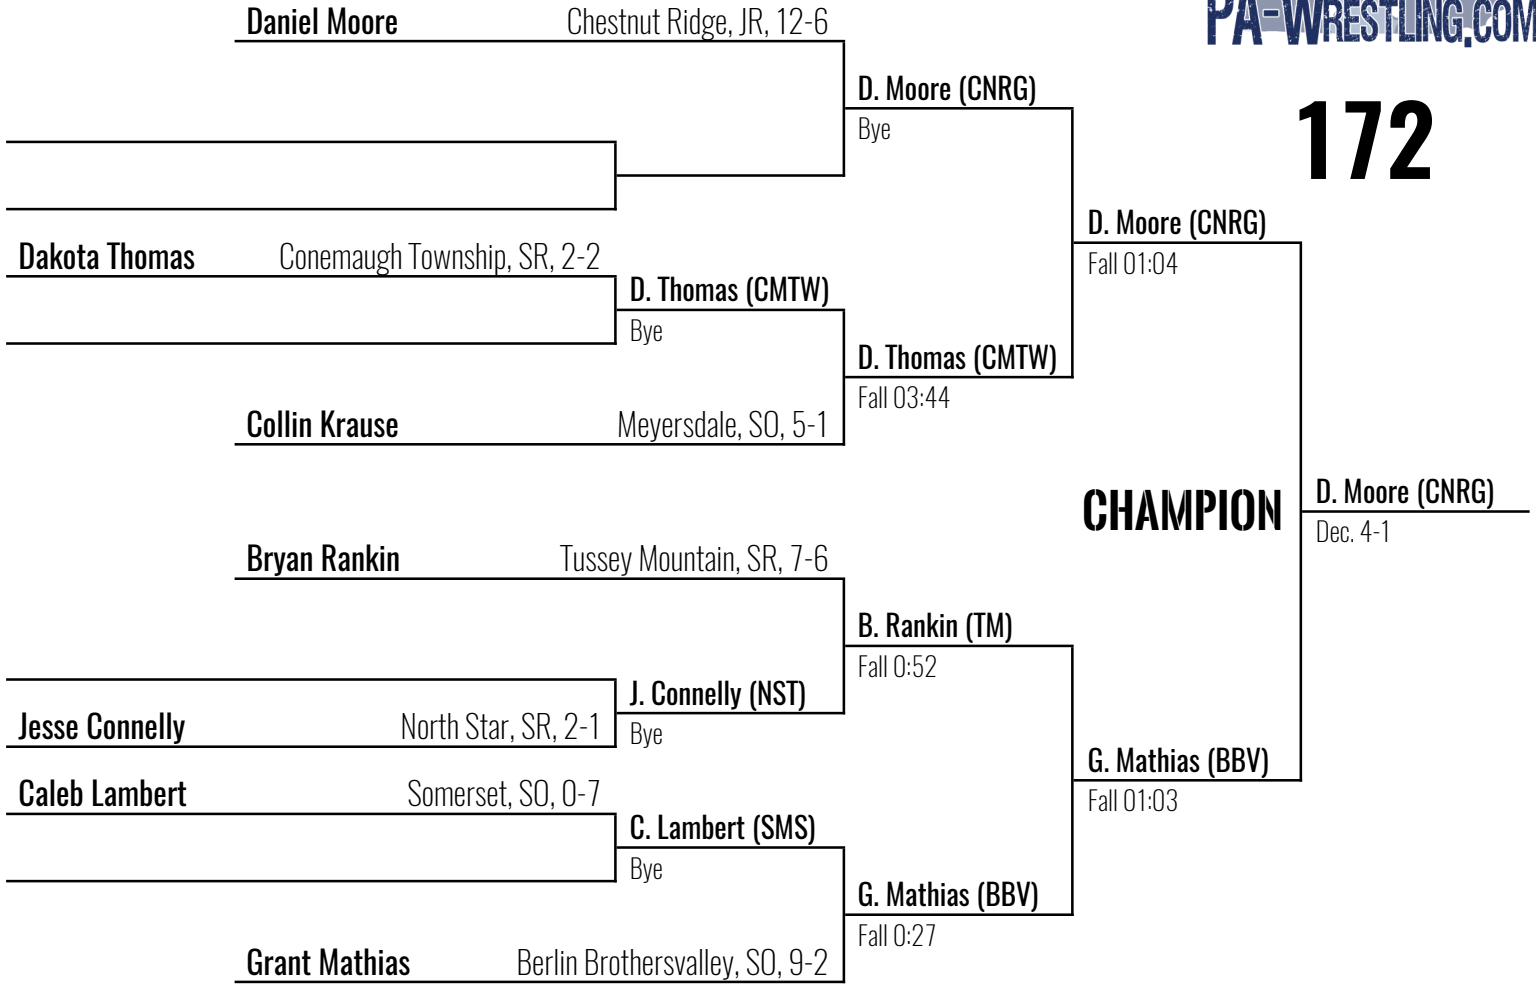 PA-WRESTLING.COM
172
Daniel Moore Chestnut Ridge, JR, 12-6
D. Moore (CNRG)
Bye
D. Moore (CNRG)
Fall 01:04
Dakota Thomas Conemaugh Township, SR, 2-2
D. Thomas (CMTW)
Bye
D. Thomas (CMTW)
Fall 03:44
Collin Krause Meyersdale, SO, 5-1
CHAMPION
D. Moore (CNRG)
Dec. 4-1
Bryan Rankin Tussey Mountain, SR, 7-6
B. Rankin (TM)
Fall 0:52
J. Connelly (NST)
Bye
Jesse Connelly North Star, SR, 2-1
G. Mathias (BBV)
Fall 01:03
Caleb Lambert Somerset, SO, 0-7
C. Lambert (SMS)
Bye
G. Mathias (BBV)
Fall 0:27
Grant Mathias Berlin Brothersvalley, SO, 9-2